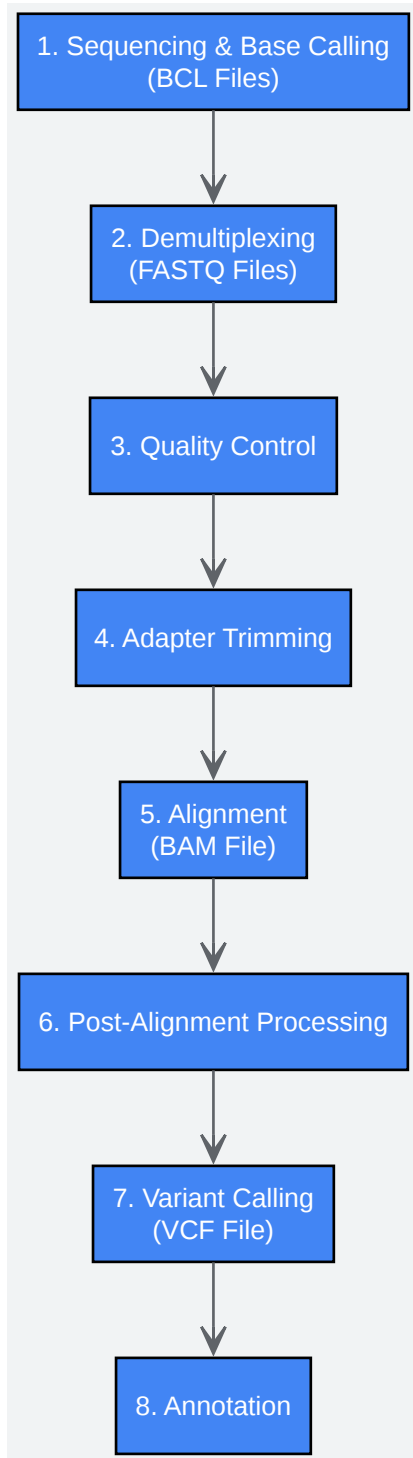 1. Sequencing & Base Calling
(BCL Files)
2. Demultiplexing
(FASTQ Files)
3. Quality Control
4. Adapter Trimming
5. Alignment
(BAM File)
6. Post-Alignment Processing
7. Variant Calling
(VCF File)
8. Annotation